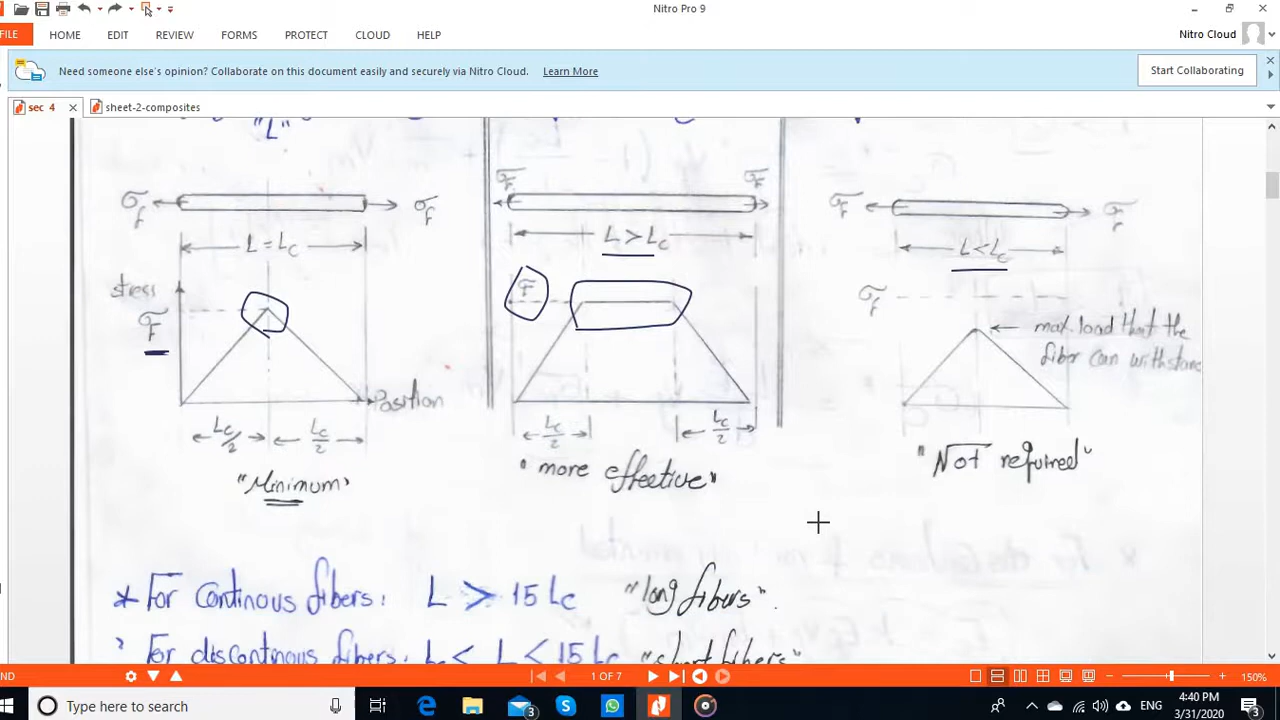 Nitro Pro 9
FILE HOME EDIT REVIEW FORMS PROTECT CLOUD HELP
Nitro Cloud
Need someone else's opinion? Collaborate on this document easily and securely via Nitro Cloud. Learn More
Start Collaborating
sec 4
sheet-2-composites
"L"
σf σf
L = Lc
stress
σf
Position
Lc/2 Lc/2
"Minimum"
σf σf
L > Lc
σf
Lc/2 Lc/2
"more effective"
σf σf
L < Lc
σf
max. load that the
fiber can withstand
"Not required"
* For Continous fibers: L > 15 Lc "long fibers".
For discontinous fibers: Lc < L < 15 Lc "short fibers"
ND
1 OF 7
150%
Type here to search
3
ENG
4:40 PM
3/31/2020
3